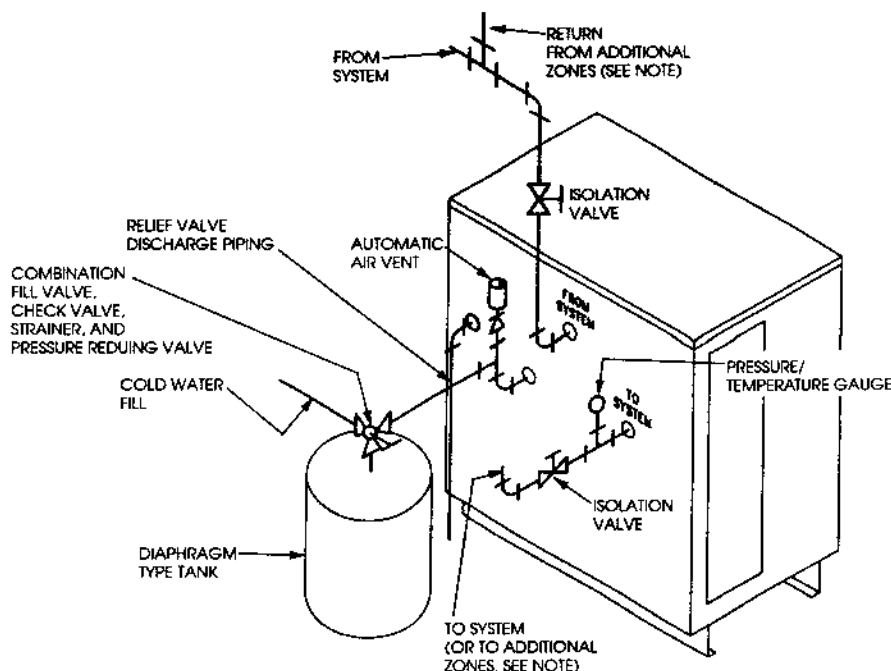 RETURN
FROM ADDITIONAL
ZONES (SEE NOTE)
FROM
SYSTEM
ISOLATION
VALVE
RELIEF VALVE
DISCHARGE PIPING
AUTOMATIC
AIR VENT
COMBINATION
FILL VALVE,
CHECK VALVE,
STRAINER, AND
PRESSURE REDUING VALVE
FROM
SYSTEM
COLD WATER
FILL
PRESSURE/
TEMPERATURE GAUGE
TO
SYSTEM
ISOLATION
VALVE
DIAPHRAGM
TYPE TANK
TO SYSTEM
(OR TO ADDITIONAL
ZONES, SEE NOTE)